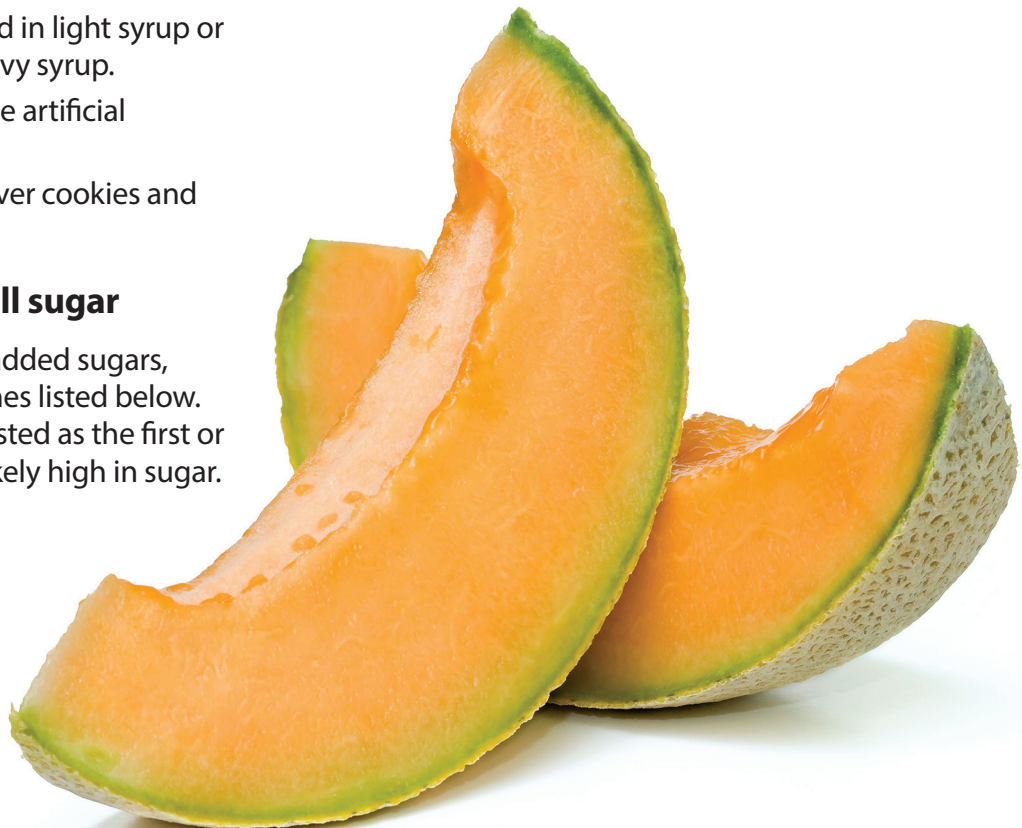 d in light syrup or
vy syrup.
e artificial
ver cookies and
ll sugar
added sugars,
nes listed below.
sted as the first or
kely high in sugar.